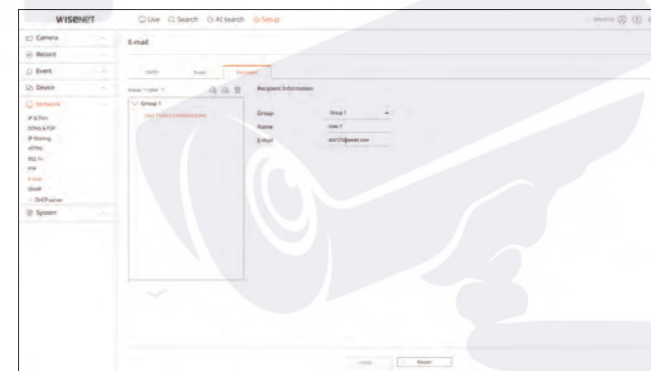 WISENET
Live Search AI search Setup
Camera
Record
Event
Device
Network
IP & Port
DDNS & P2P
IP Filtering
HTTPS
802.1x
FTP
E-mail
SNMP
DHCP server
System
E-mail
SMTP Event Recipient
Group 1
Recipient Information
Group Group 1
Name User 1
E-mail
Revert